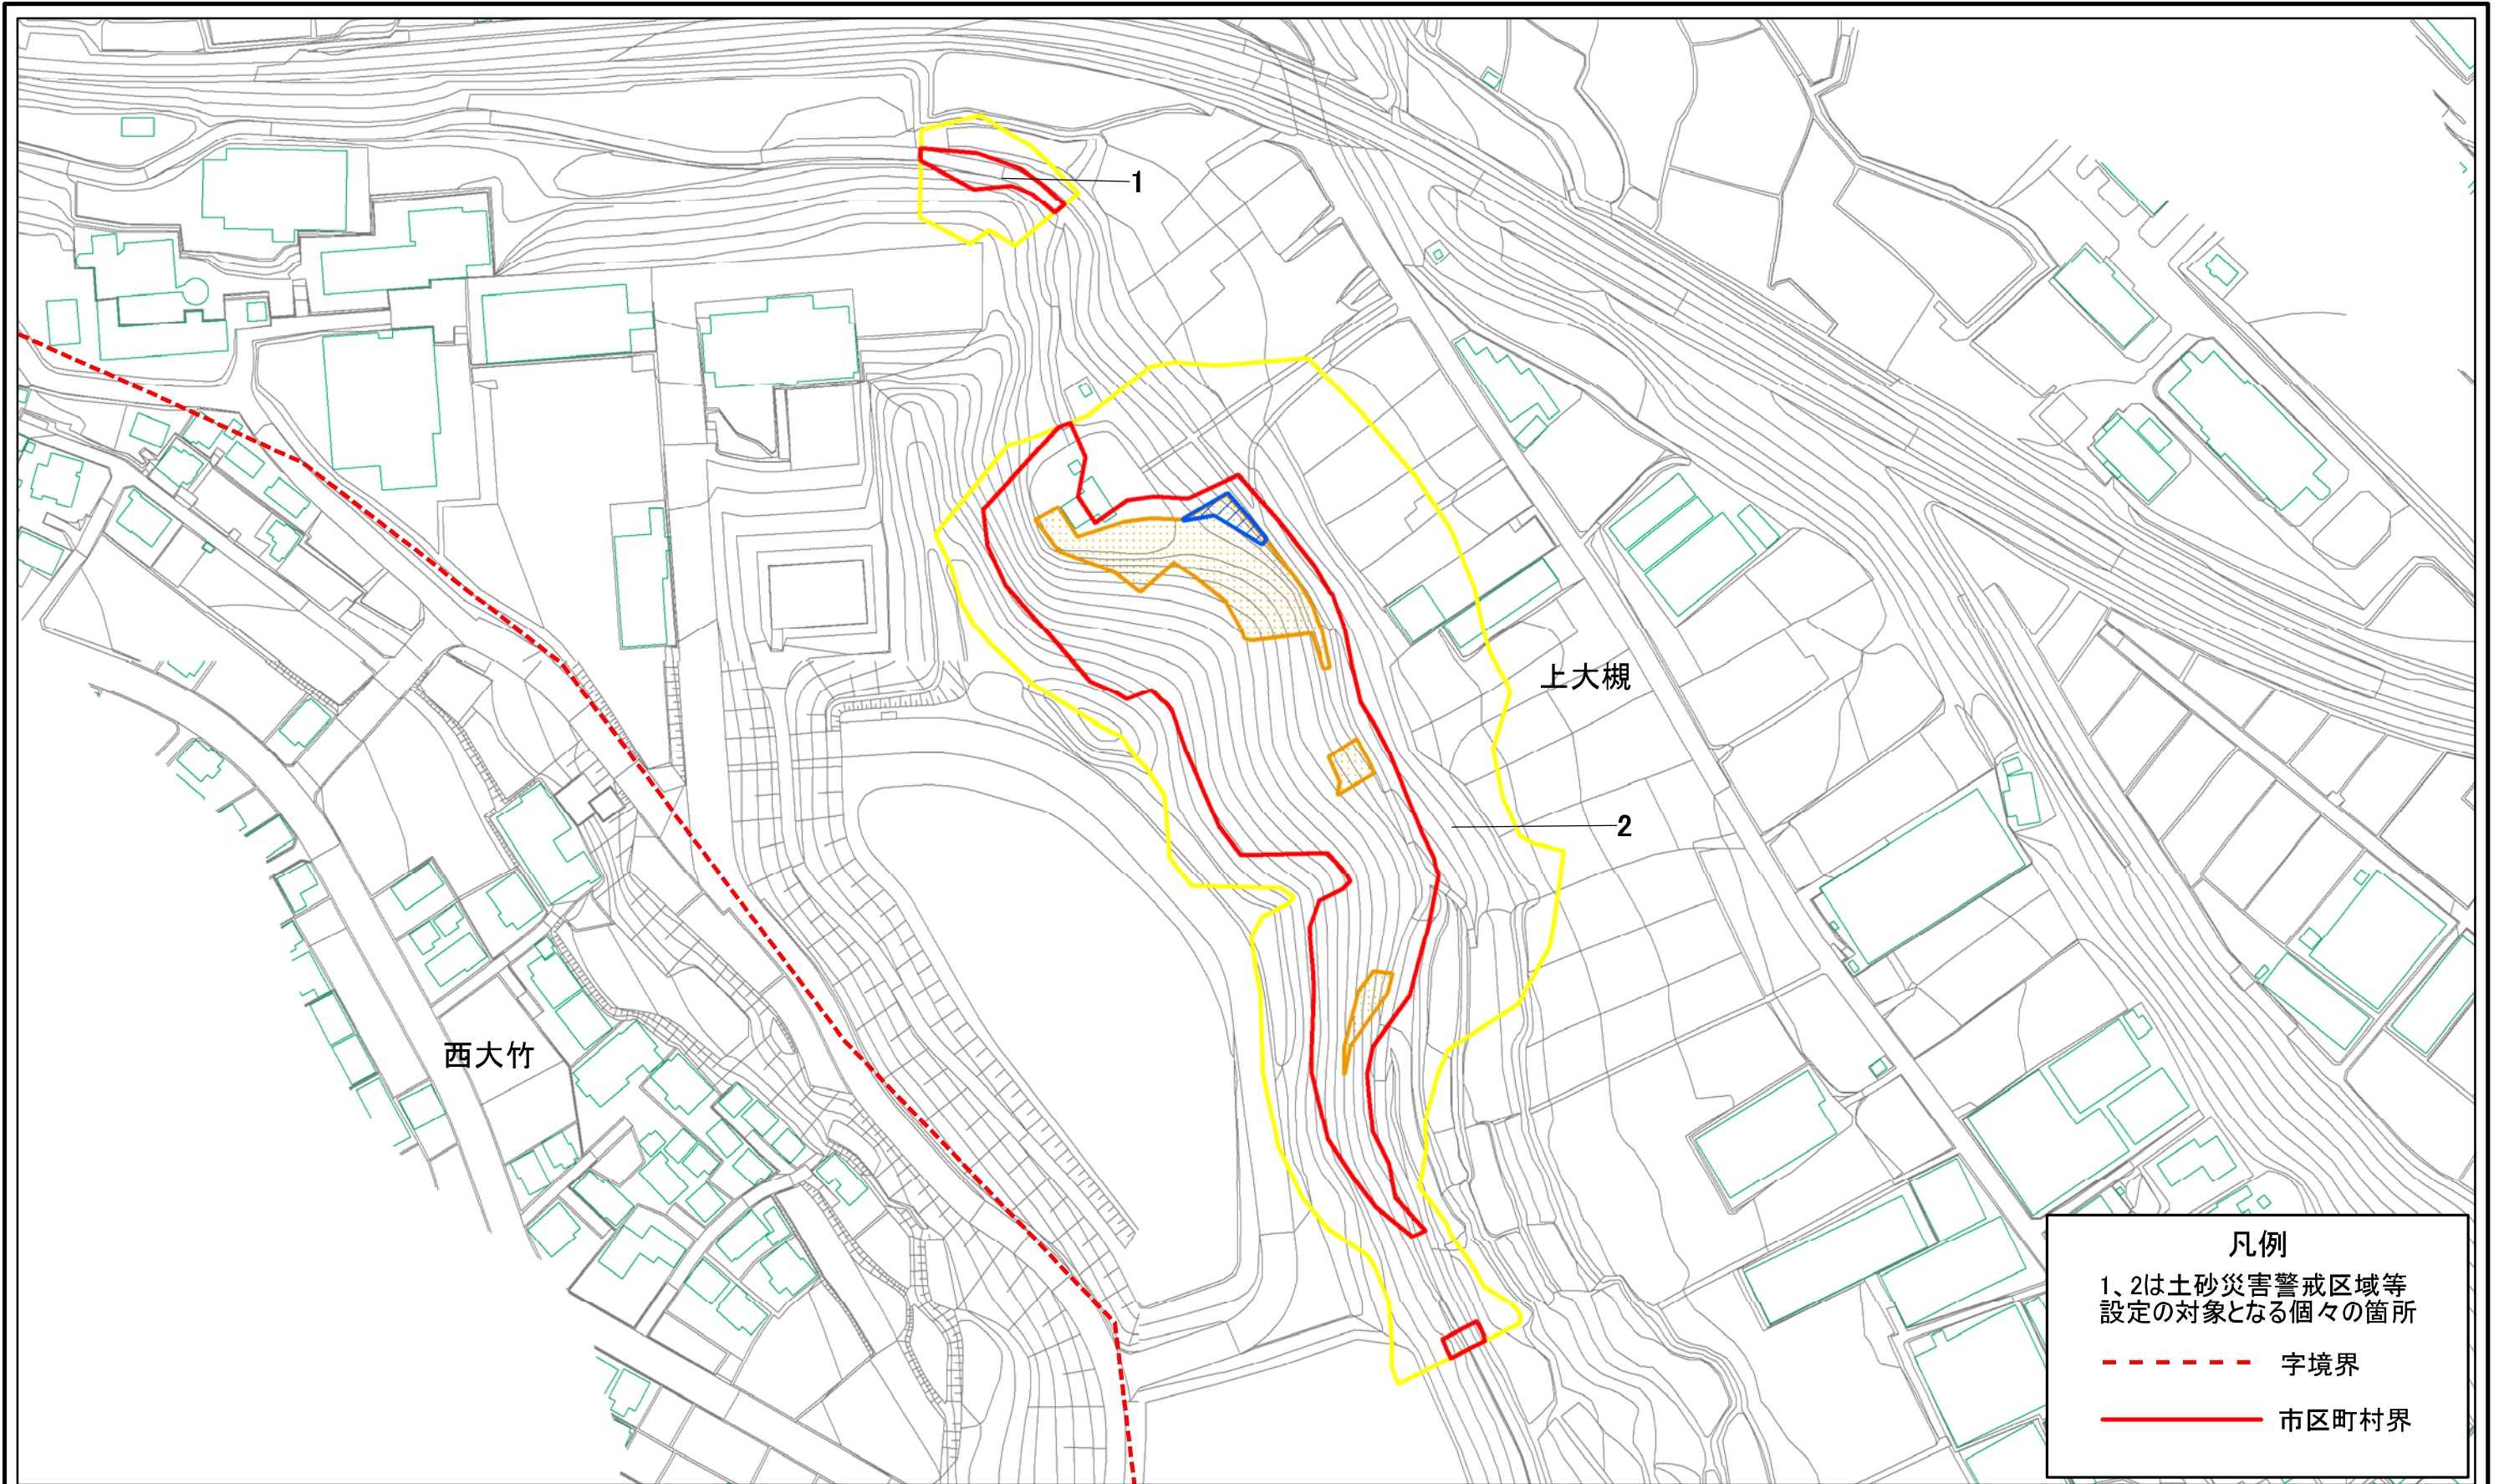 1
上大槻
2
西大竹
凡例
1、2は土砂災害警戒区域等
設定の対象となる個々の箇所
字境界
市区町村界